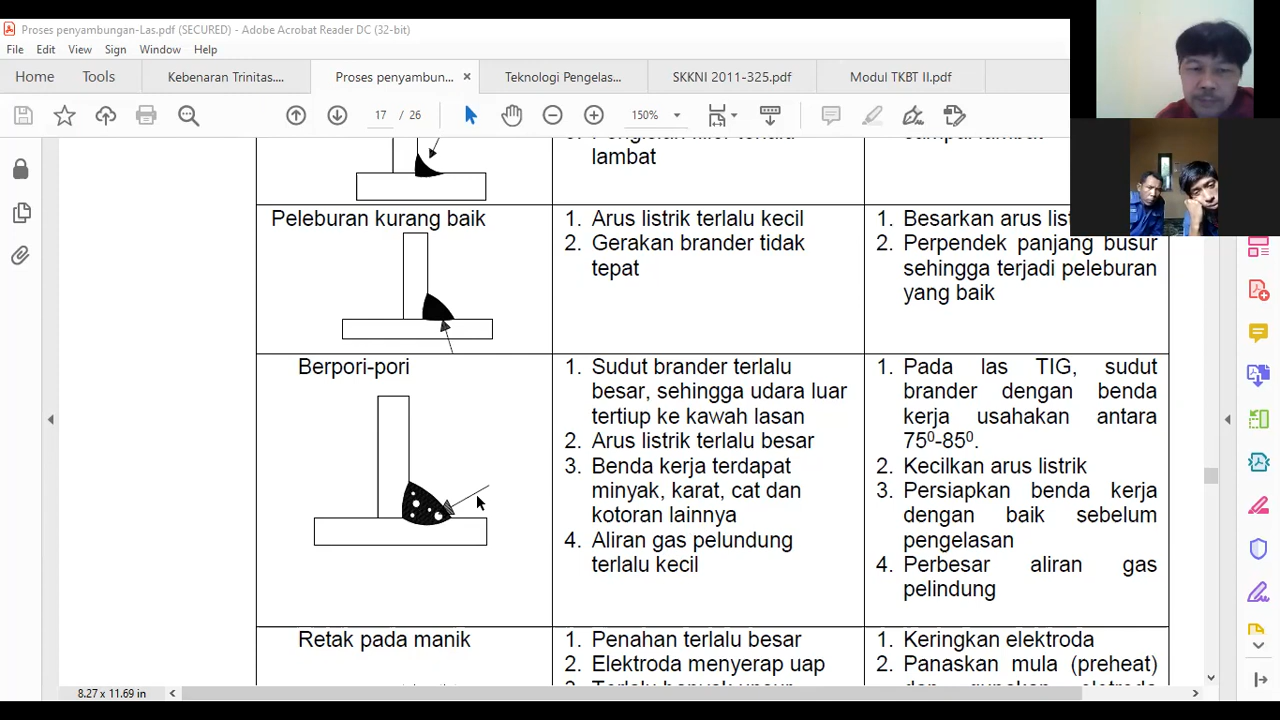 Proses penyambungan-Las.pdf (SECURED) - Adobe Acrobat Reader DC (32-bit)
File Edit View Sign Window Help
Home Tools Kebenaran Trinitas.... Proses penyambun... × Teknologi Pengelas... SKKNI 2011-325.pdf Modul TKBT II.pdf
17 / 26 150%
lambat
Peleburan kurang baik
1. Arus listrik terlalu kecil
2. Gerakan brander tidak
tepat
1. Besarkan arus
2. Perpendek panjang busur
sehingga terjadi peleburan
yang baik
Berpori-pori
1. Sudut brander terlalu
besar, sehingga udara luar
tertiup ke kawah lasan
2. Arus listrik terlalu besar
3. Benda kerja terdapat
minyak, karat, cat dan
kotoran lainnya
4. Aliran gas pelundung
terlalu kecil
1. Pada las TIG, sudut
brander dengan benda
kerja usahakan antara
75⁰-85⁰.
2. Kecilkan arus listrik
3. Persiapkan benda kerja
dengan baik sebelum
pengelasan
4. Perbesar aliran gas
pelindung
Retak pada manik
1. Penahan terlalu besar
2. Elektroda menyerap uap
1. Keringkan elektroda
2. Panaskan mula (preheat)
8.27 x 11.69 in